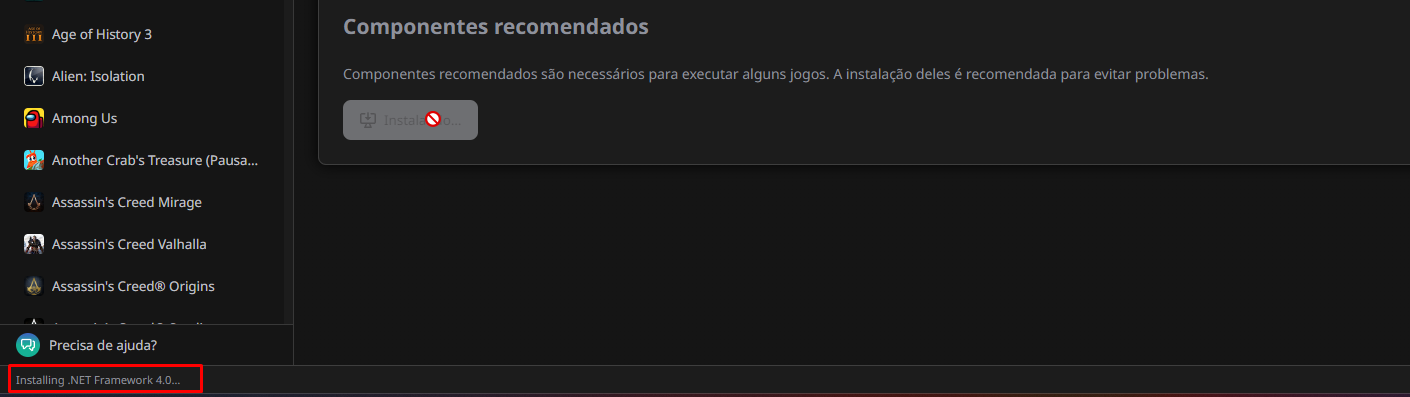 Age of History 3
Alien: Isolation
Among Us
Another Crab's Treasure (Pausa...
Assassin's Creed Mirage
Assassin's Creed Valhalla
Assassin's Creed® Origins
Precisa de ajuda?
Installing .NET Framework 4.0...
Componentes recomendados
Componentes recomendados são necessários para executar alguns jogos. A instalação deles é recomendada para evitar problemas.